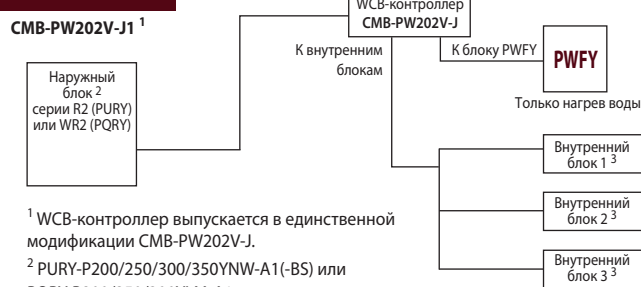 CMB-PW202V-J1 ¹
WCB-контроллер
CMB-PW202V-J
К внутренним
блокам
К блоку PWFY
PWFY
Только нагрев воды
Наружный
блок ²
серии R2 (PURY)
или WR2 (PQRY)
Внутренний
блок 1 ³
Внутренний
блок 2 ³
Внутренний
блок 3 ³
¹ WCB-контроллер выпускается в единственной
модификации CMB-PW202V-J.
² PURY-P200/250/300/350YNW-A1(-BS) или